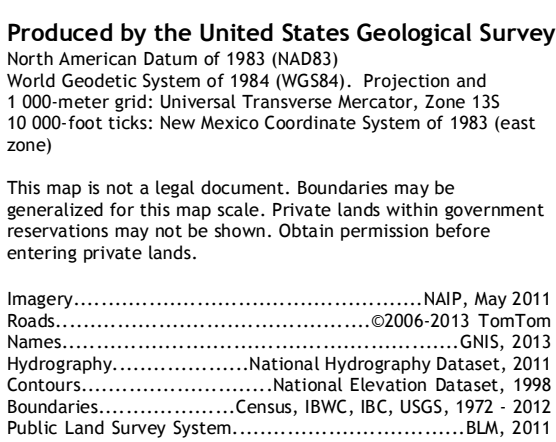 Produced by the United States Geological Survey
North American Datum of 1983 (NAD83)
World Geodetic System of 1984 (WGS84).  Projection and
1 000-meter grid: Universal Transverse Mercator, Zone 13S
10 000-foot ticks: New Mexico Coordinate System of 1983 (east
zone)
This map is not a legal document. Boundaries may be
generalized for this map scale. Private lands within government
reservations may not be shown. Obtain permission before
entering private lands.
Imagery.....................................................NAIP, May 2011
Roads................................................©2006-2013 TomTom
Names........................................................GNIS, 2013
Hydrography.....................National Hydrography Dataset, 2011
Contours.............................National Elevation Dataset, 1998
Boundaries.....................Census, IBWC, IBC, USGS, 1972 - 2012
Public Land Survey System...................................BLM, 2011